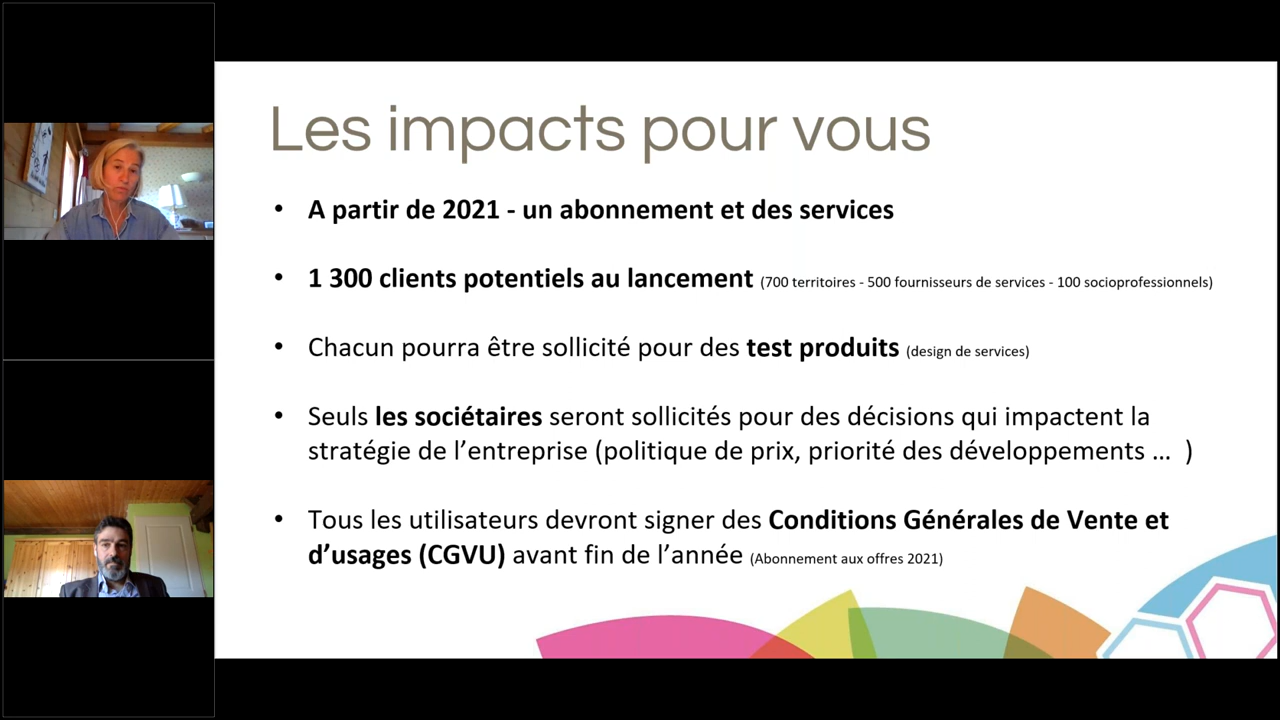 Les impacts pour vous
• A partir de 2021 - un abonnement et des services
• 1 300 clients potentiels au lancement (700 territoires - 500 fournisseurs de services - 100 socioprofessionnels)
• Chacun pourra être sollicité pour des test produits (design de services)
• Seuls les sociétaires seront sollicités pour des décisions qui impactent la
stratégie de l’entreprise (politique de prix, priorité des développements … )
• Tous les utilisateurs devront signer des Conditions Générales de Vente et
d’usages (CGVU) avant fin de l’année (Abonnement aux offres 2021)